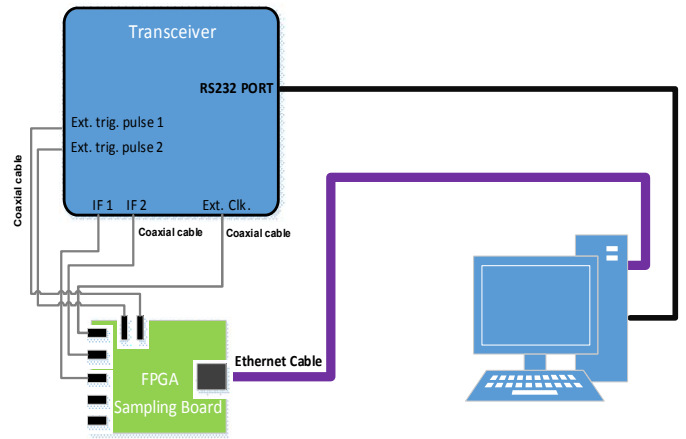 Transceiver
RS232 PORT
Ext. trig. pulse 1
Ext. trig. pulse 2
Coaxial cable
IF 1 IF 2 Ext. Clk.
Coaxial cable Coaxial cable
Ethernet Cable
FPGA
Sampling Board